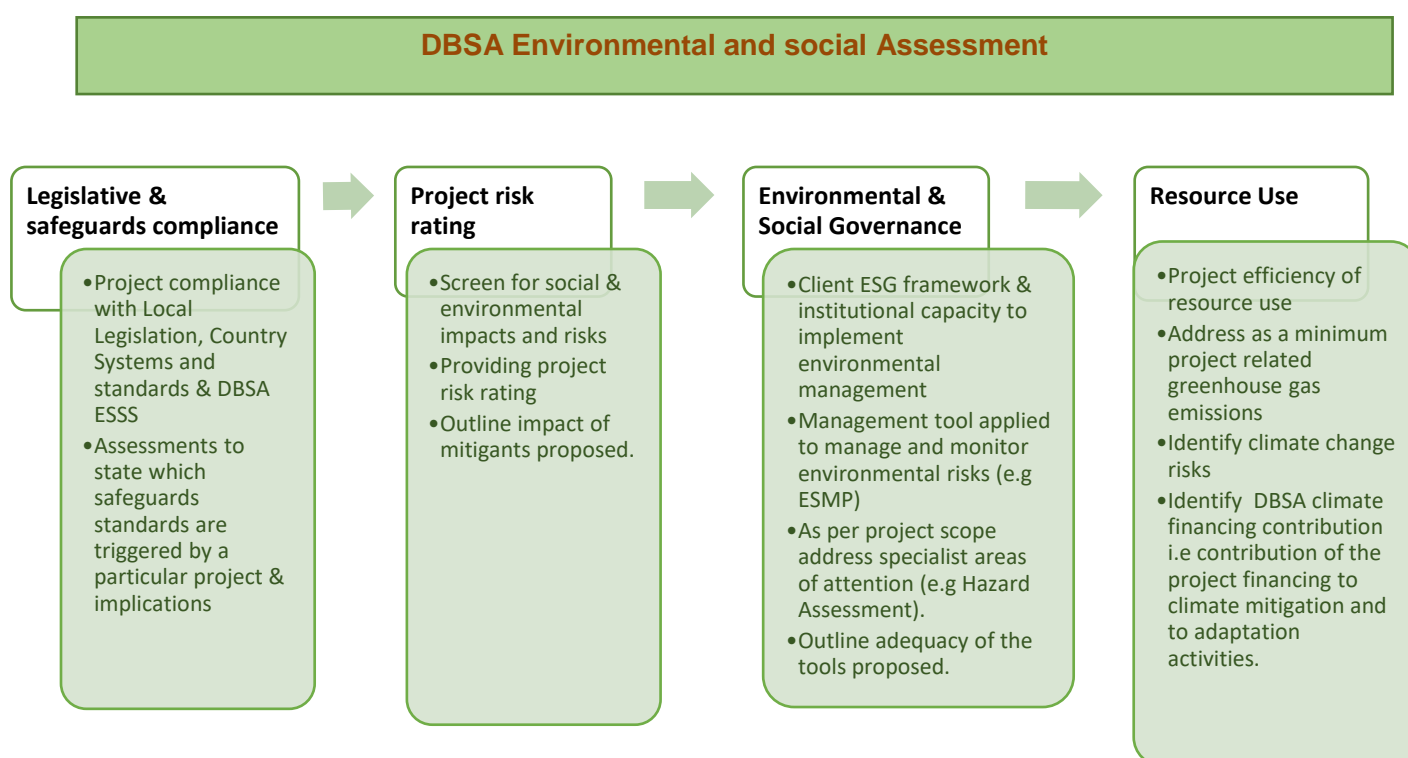 DBSA Environmental and social Assessment
Legislative &
safeguards compliance
•Project compliance
with Local
Legislation, Country
Systems and
standards & DBSA
ESSS
•Assessments to
state which
safeguards
standards are
triggered by a
particular project &
implications
Project risk
rating
•Screen for social &
environmental
impacts and risks
•Providing project
risk rating
•Outline impact of
mitigants proposed.
Environmental &
Social Governance
•Client ESG framework &
institutional capacity to
implement
environmental
management
•Management tool applied
to manage and monitor
environmental risks (e.g
ESMP)
•As per project scope
address specialist areas
of attention (e.g Hazard
Assessment).
•Outline adequacy of the
tools proposed.
Resource Use
•Project efficiency of
resource use
•Address as a minimum
project related
greenhouse gas
emissions
•Identify climate change
risks
•Identify  DBSA climate
financing contribution
i.e contribution of the
project financing to
climate mitigation and
to adaptation
activities.